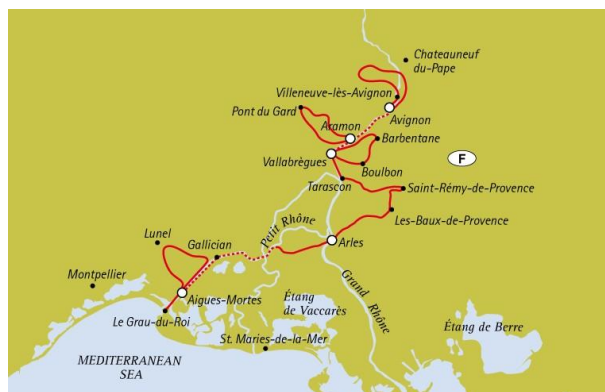 Chateauneuf
du-Pape
Villeneuve-lès-Avignon
Pont du Gard
Avignon
Aramon
Barbentane
Vallabrègues
F
Boulbon
Tarascon
Saint-Rémy-de-Provence
Les-Baux-de-Provence
Petit Rhône
Lunel
Gallician
Arles
Montpellier
Grand Rhône
Aigues-Mortes
Étang
de Vaccarès
Le Grau-du-Roi
Étang de Berre
St. Maries-de-la-Mer
MEDITERRANEAN
SEA